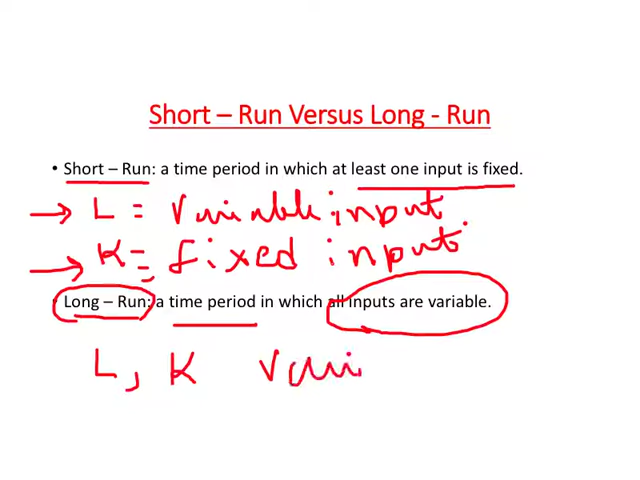 Short – Run Versus Long - Run
• Short – Run: a time period in which at least one input is fixed.
L = Variable input.
K = fixed inputs
• Long – Run: a time period in which all inputs are variable.
L, K vari